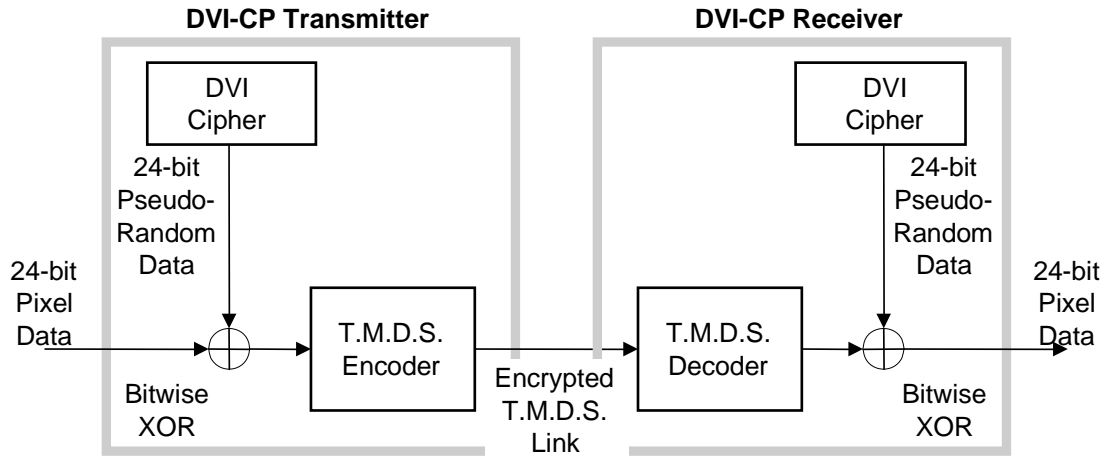 DVI-CP Transmitter
DVI-CP Receiver
DVI
Cipher
DVI
Cipher
24-bit
Pseudo-
Random
Data
24-bit
Pseudo-
Random
Data
24-bit
Pixel
Data
T.M.D.S.
Encoder
T.M.D.S.
Decoder
24-bit
Pixel
Data
Bitwise
XOR
Encrypted
T.M.D.S.
Link
Bitwise
XOR